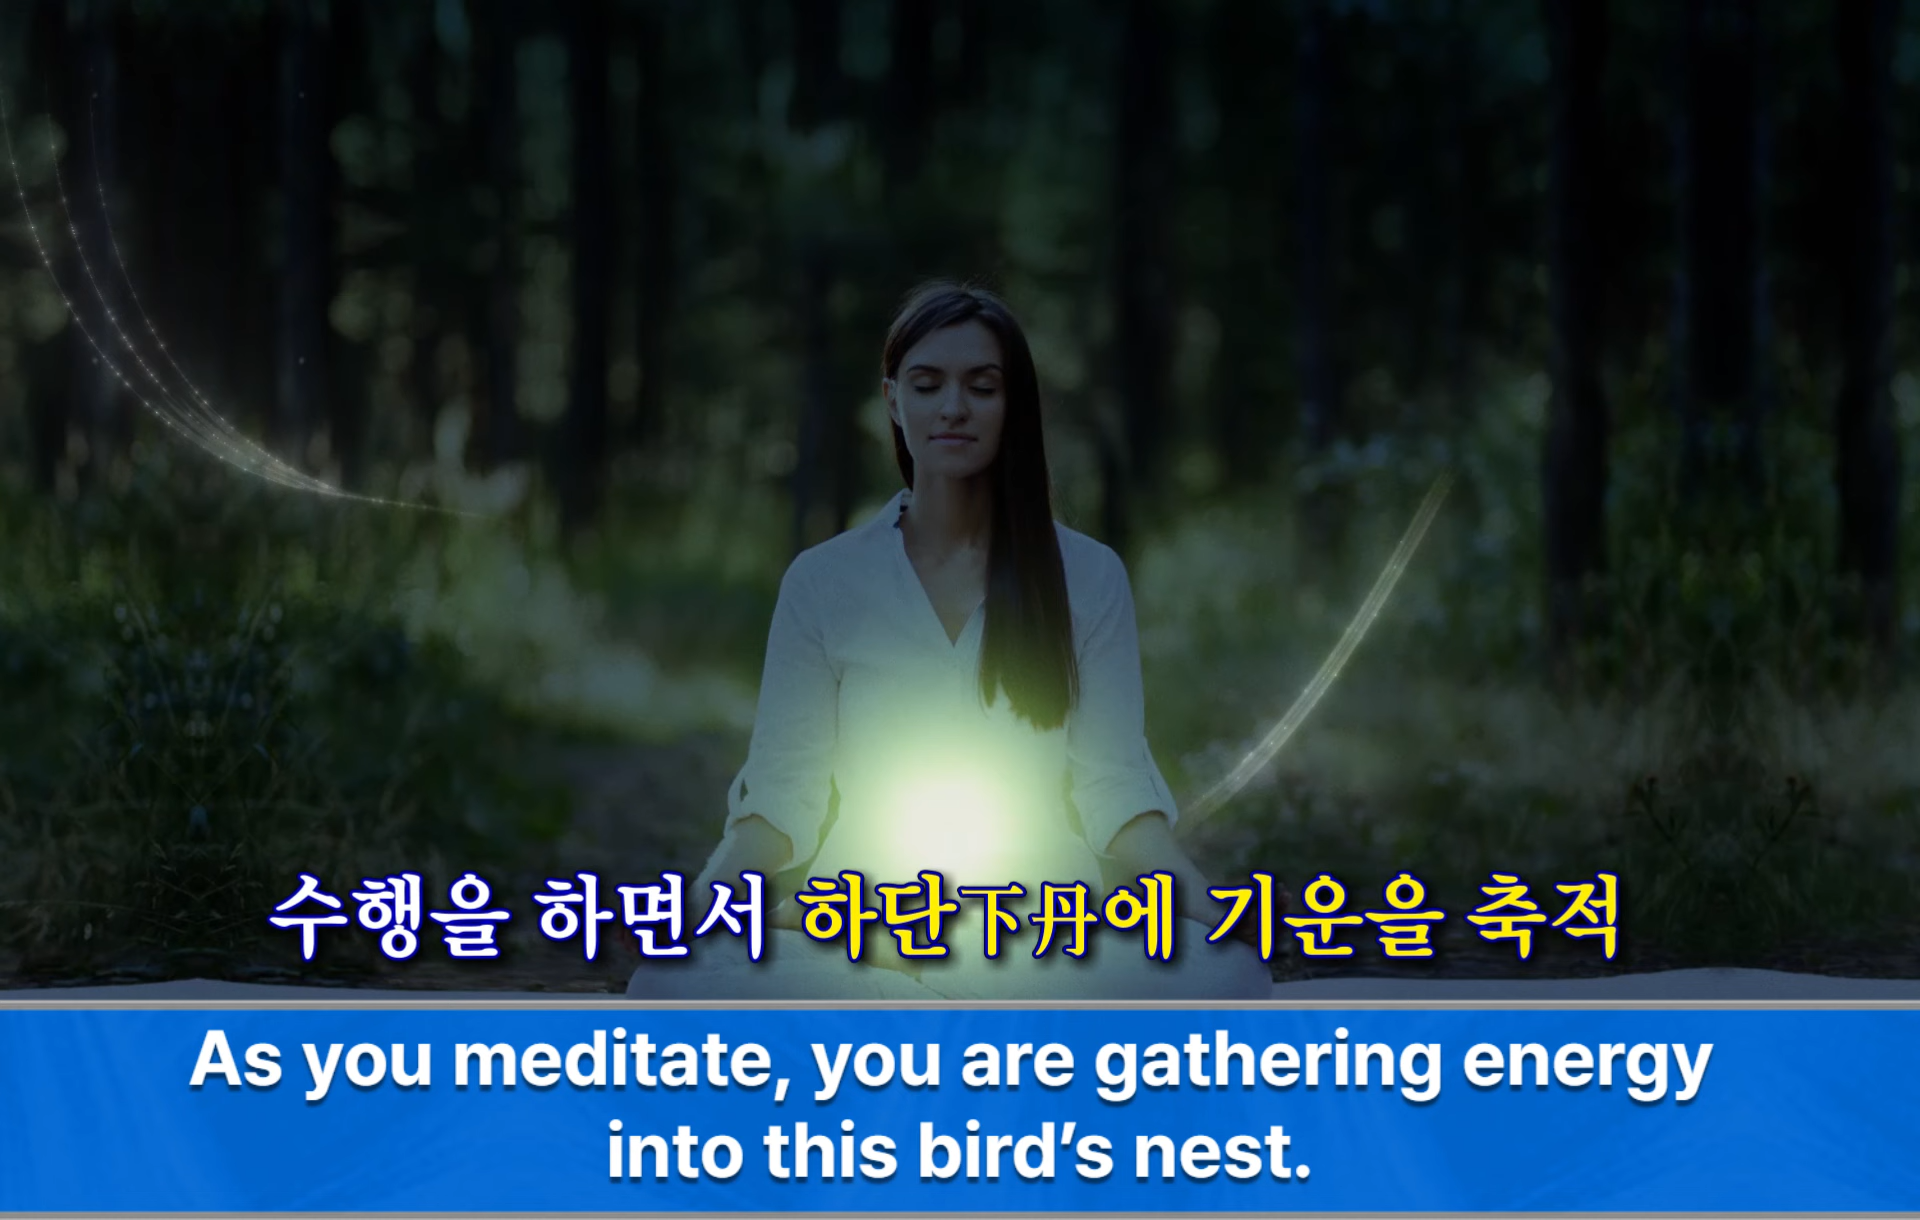 수행을 하면서 하단下丹에 기운을 축적
As you meditate, you are gathering energy
into this bird’s nest.